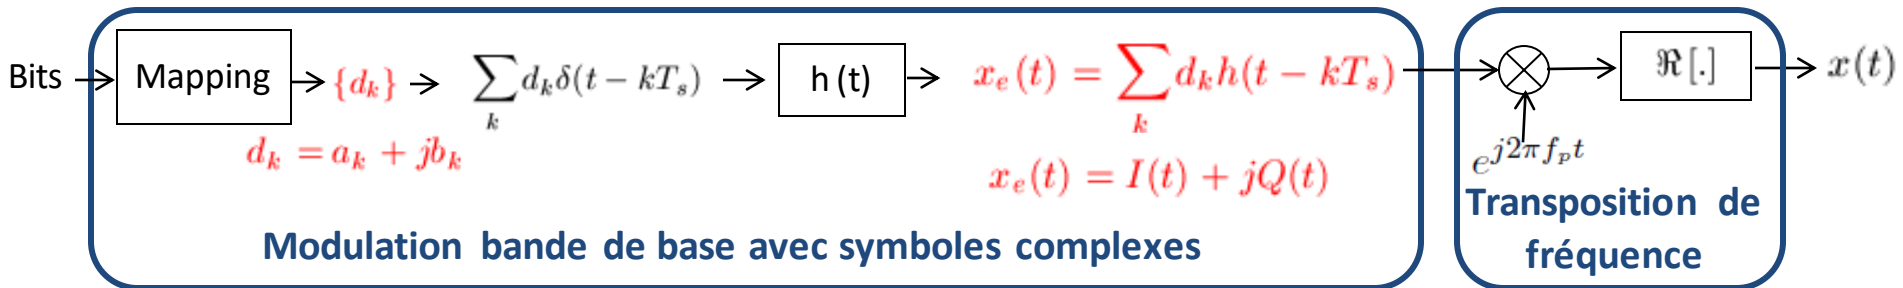 Bits
Mapping
{d_k}
d_k = a_k + jb_k
∑_k d_k δ(t − kT_s)
h (t)
x_e(t) = ∑_k d_k h(t − kT_s)
x_e(t) = I(t) + jQ(t)
Modulation bande de base avec symboles complexes
e^{j2πf_p t}
ℜ [.]
x(t)
Transposition de
fréquence